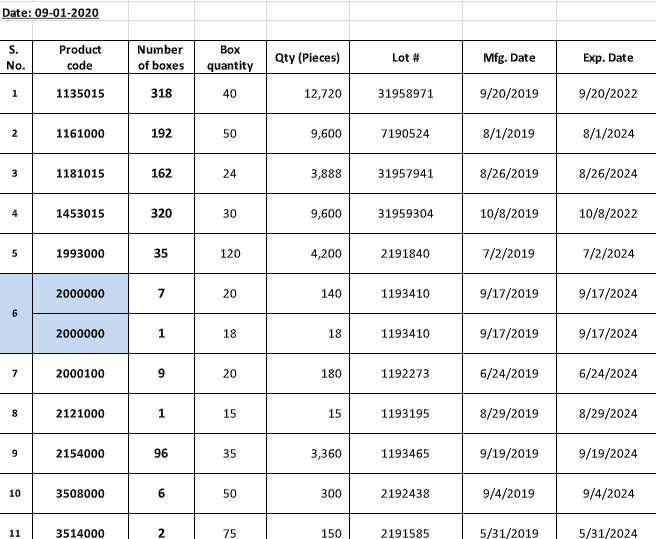 Date: 09-01-2020
S. No. Product code Number of boxes Box quantity Qty (Pieces) Lot # Mfg. Date Exp. Date
1 1135015 318 40 12,720 31958971 9/20/2019 9/20/2022
2 1161000 192 50 9,600 7190524 8/1/2019 8/1/2024
3 1181015 162 24 3,888 31957941 8/26/2019 8/26/2024
4 1453015 320 30 9,600 31959304 10/8/2019 10/8/2022
5 1993000 35 120 4,200 2191840 7/2/2019 7/2/2024
6 2000000 7 20 140 1193410 9/17/2019 9/17/2024
2000000 1 18 18 1193410 9/17/2019 9/17/2024
7 2000100 9 20 180 1192273 6/24/2019 6/24/2024
8 2121000 1 15 15 1193195 8/29/2019 8/29/2024
9 2154000 96 35 3,360 1193465 9/19/2019 9/19/2024
10 3508000 6 50 300 2192438 9/4/2019 9/4/2024
11 3514000 2 75 150 2191585 5/31/2019 5/31/2024